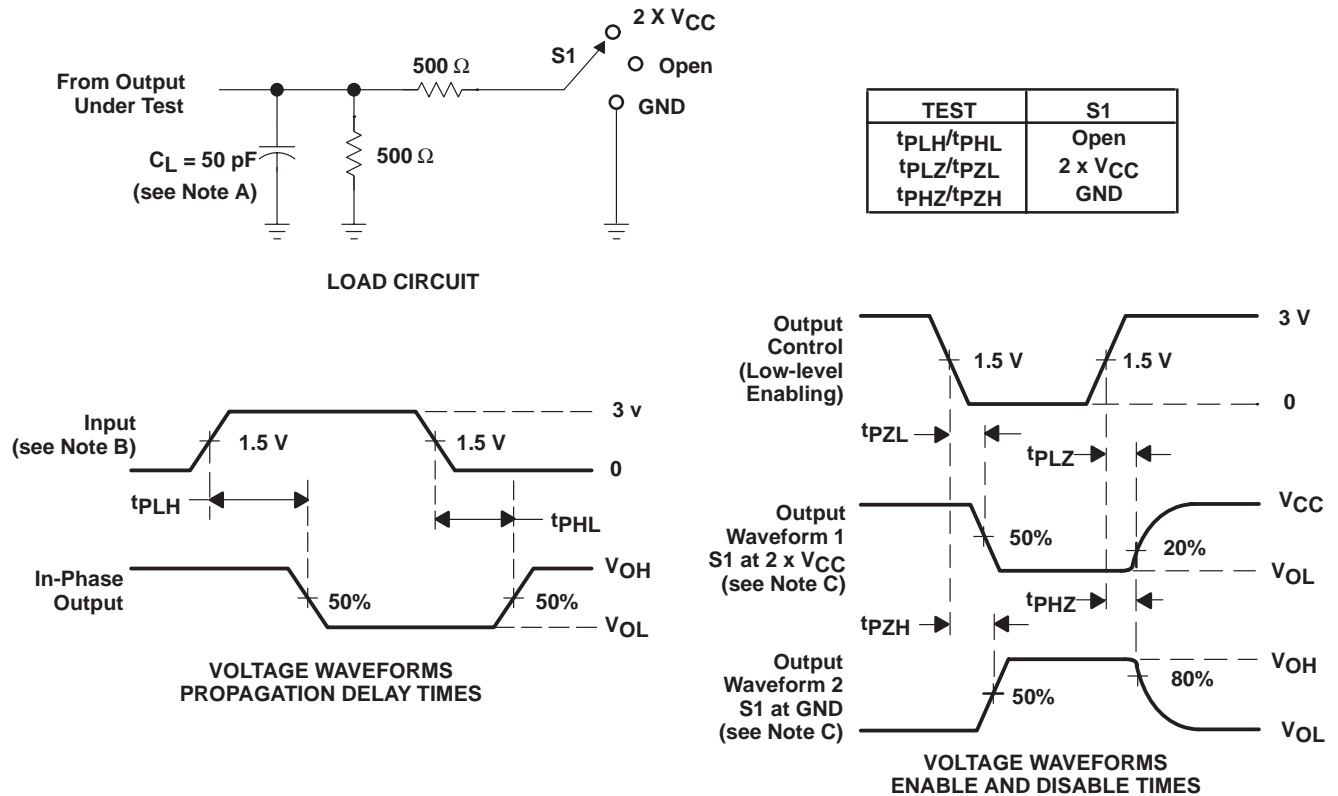 2 X VCC
S1
500 Ω
Open
From Output
Under Test
GND
CL = 50 pF
(see Note A)
500 Ω
LOAD CIRCUIT
TEST S1
tPLH/tPHL Open
tPLZ/tPZL 2 x VCC
tPHZ/tPZH GND
Input
(see Note B)
1.5 V
1.5 V
3 v
0
tPLH
tPHL
In-Phase
Output
50%
50%
VOH
VOL
VOLTAGE WAVEFORMS
PROPAGATION DELAY TIMES
Output
Control
(Low-level
Enabling)
1.5 V
1.5 V
3 V
0
tPZL
tPLZ
Output
Waveform 1
S1 at 2 x VCC
(see Note C)
50%
20%
VCC
VOL
tPZH
tPHZ
Output
Waveform 2
S1 at GND
(see Note C)
50%
80%
VOH
VOL
VOLTAGE WAVEFORMS
ENABLE AND DISABLE TIMES